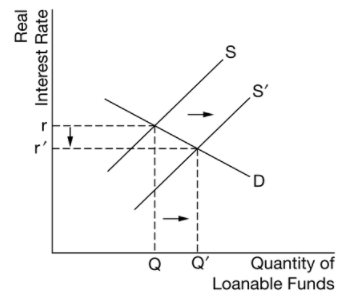 Real
Interest Rate
S
S′
r
r′
D
Q
Q′
Quantity of
Loanable Funds